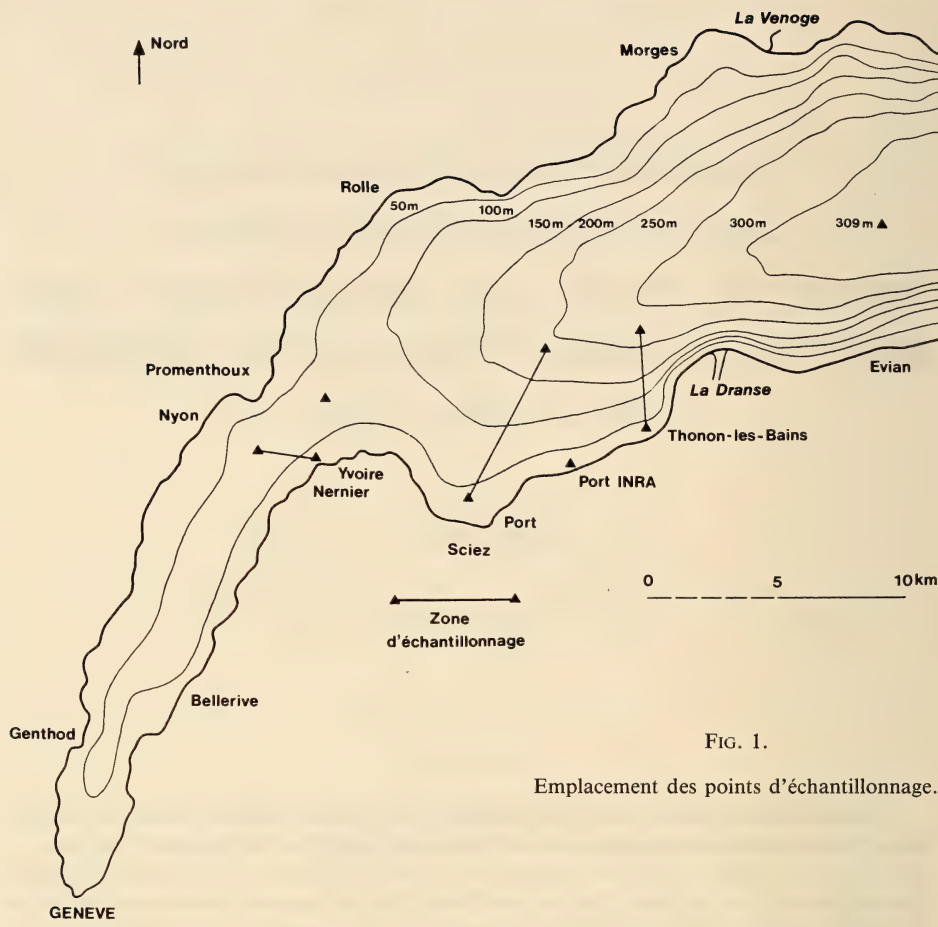 La Venoge
Nord
Morges
Rolle
50m
100m
150m
200m
250m
300m
309m
Promenthoux
Nyon
Evian
La Dranse
Thonon-les-Bains
Yvoire
Nernier
Port INRA
Port
Sciez
0 5 10km
Zone
d'échantillonnage
Bellerive
Genthod
FIG. 1.
Emplacement des points d'échantillonnage.
GENEVE